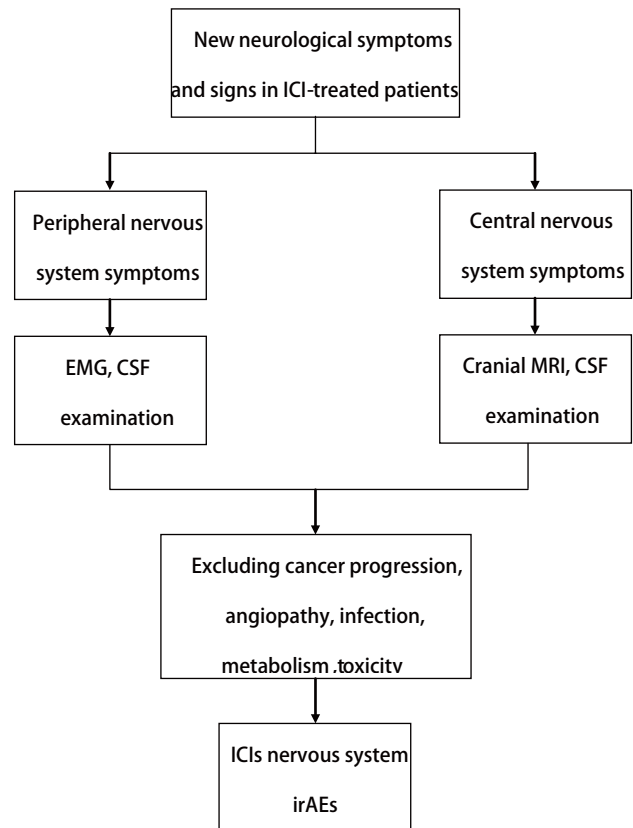 New neurological symptoms
and signs in ICI-treated patients
Peripheral nervous
system symptoms
Central nervous
system symptoms
EMG, CSF
examination
Cranial MRI, CSF
examination
Excluding cancer progression,
angiopathy, infection,
metabolism .toxicity
ICIs nervous system
irAEs